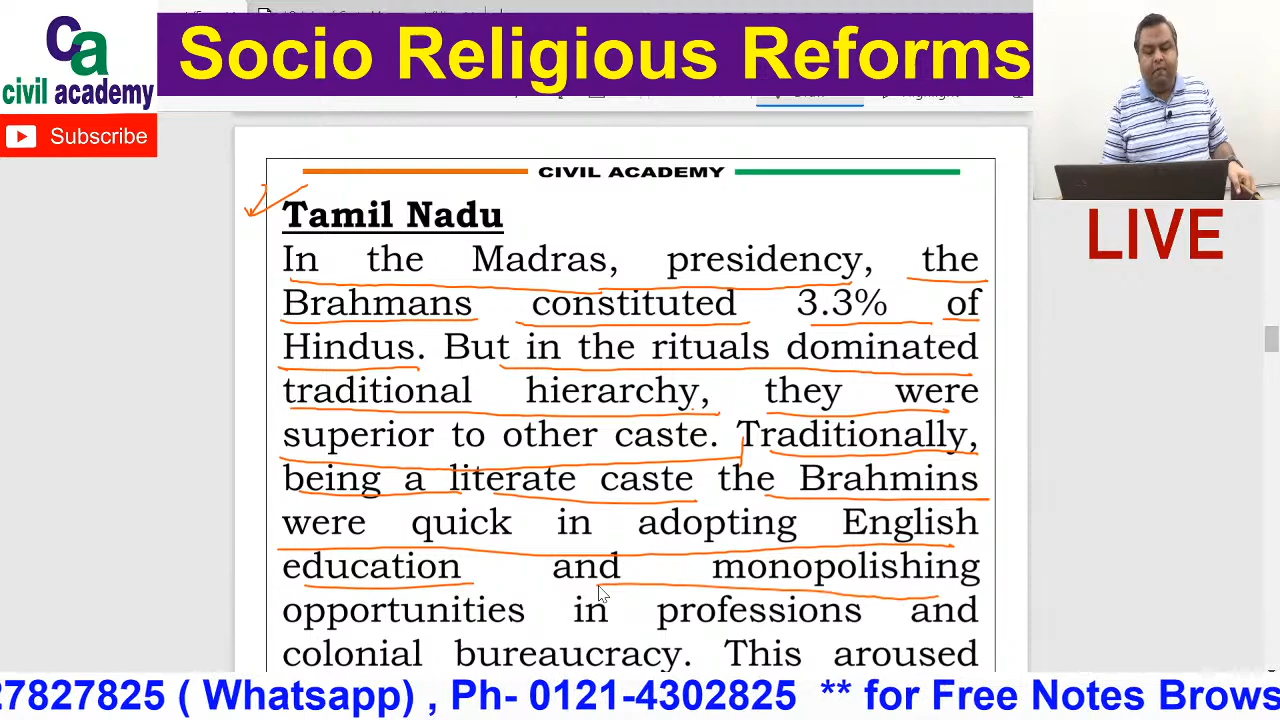 ca
civil academy
Subscribe
Socio Religious Reforms
LIVE
CIVIL ACADEMY
Tamil Nadu
In the Madras, presidency, the
Brahmans constituted 3.3% of
Hindus. But in the rituals dominated
traditional hierarchy, they were
superior to other caste. Traditionally,
being a literate caste the Brahmins
were quick in adopting English
education and monopolishing
opportunities in professions and
colonial bureaucracy. This aroused
27827825 ( Whatsapp) , Ph- 0121-4302825 ** for Free Notes Brows